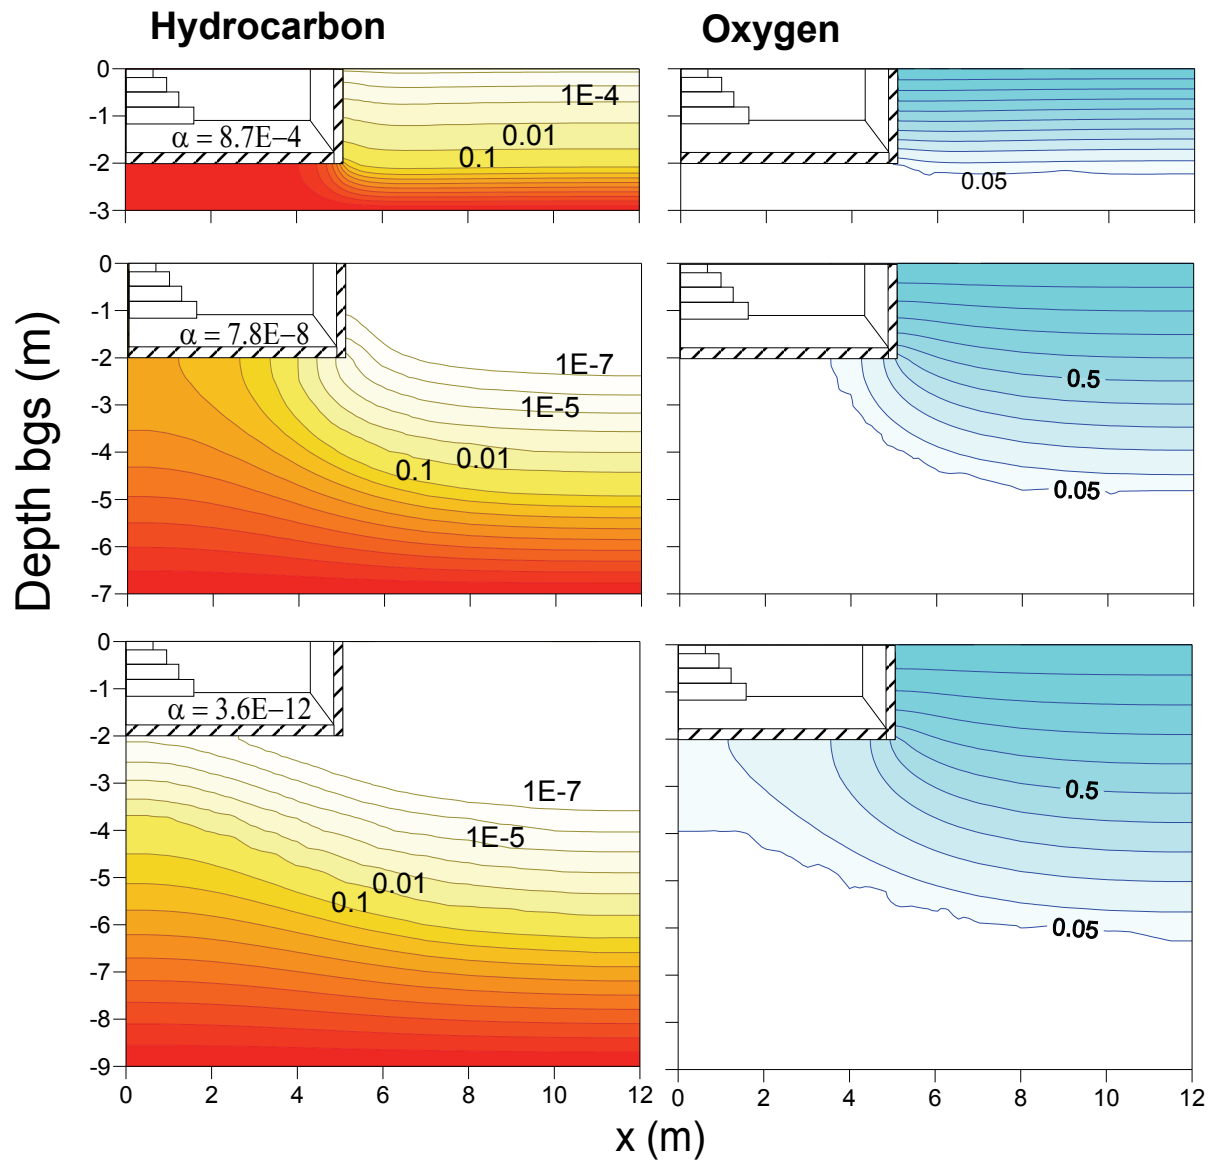 Hydrocarbon Oxygen
0
-1
-2
-3
α = 8.7E–4
1E-4
0.01
0.1
0.05
0
-1
-2
-3
-4
-5
-6
-7
α = 7.8E–8
1E-7
1E-5
0.01
0.1
0.5
0.05
Depth bgs (m)
0
-1
-2
-3
-4
-5
-6
-7
-8
-9
α = 3.6E–12
1E-7
1E-5
0.01
0.1
0.5
0.05
0 2 4 6 8 10 12 0 2 4 6 8 10 12
x (m)